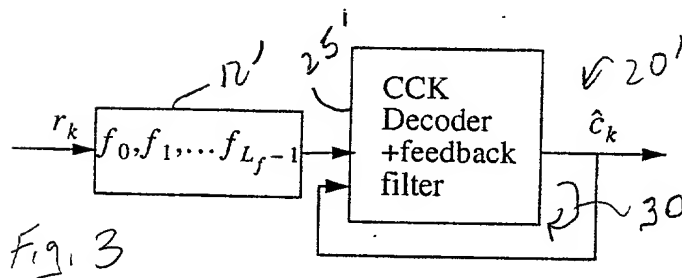 12'
25'
20'
r_k
f_0, f_1, ... f_{L_f-1}
CCK
Decoder
+feedback
filter
ĉ_k
30
Fig. 3